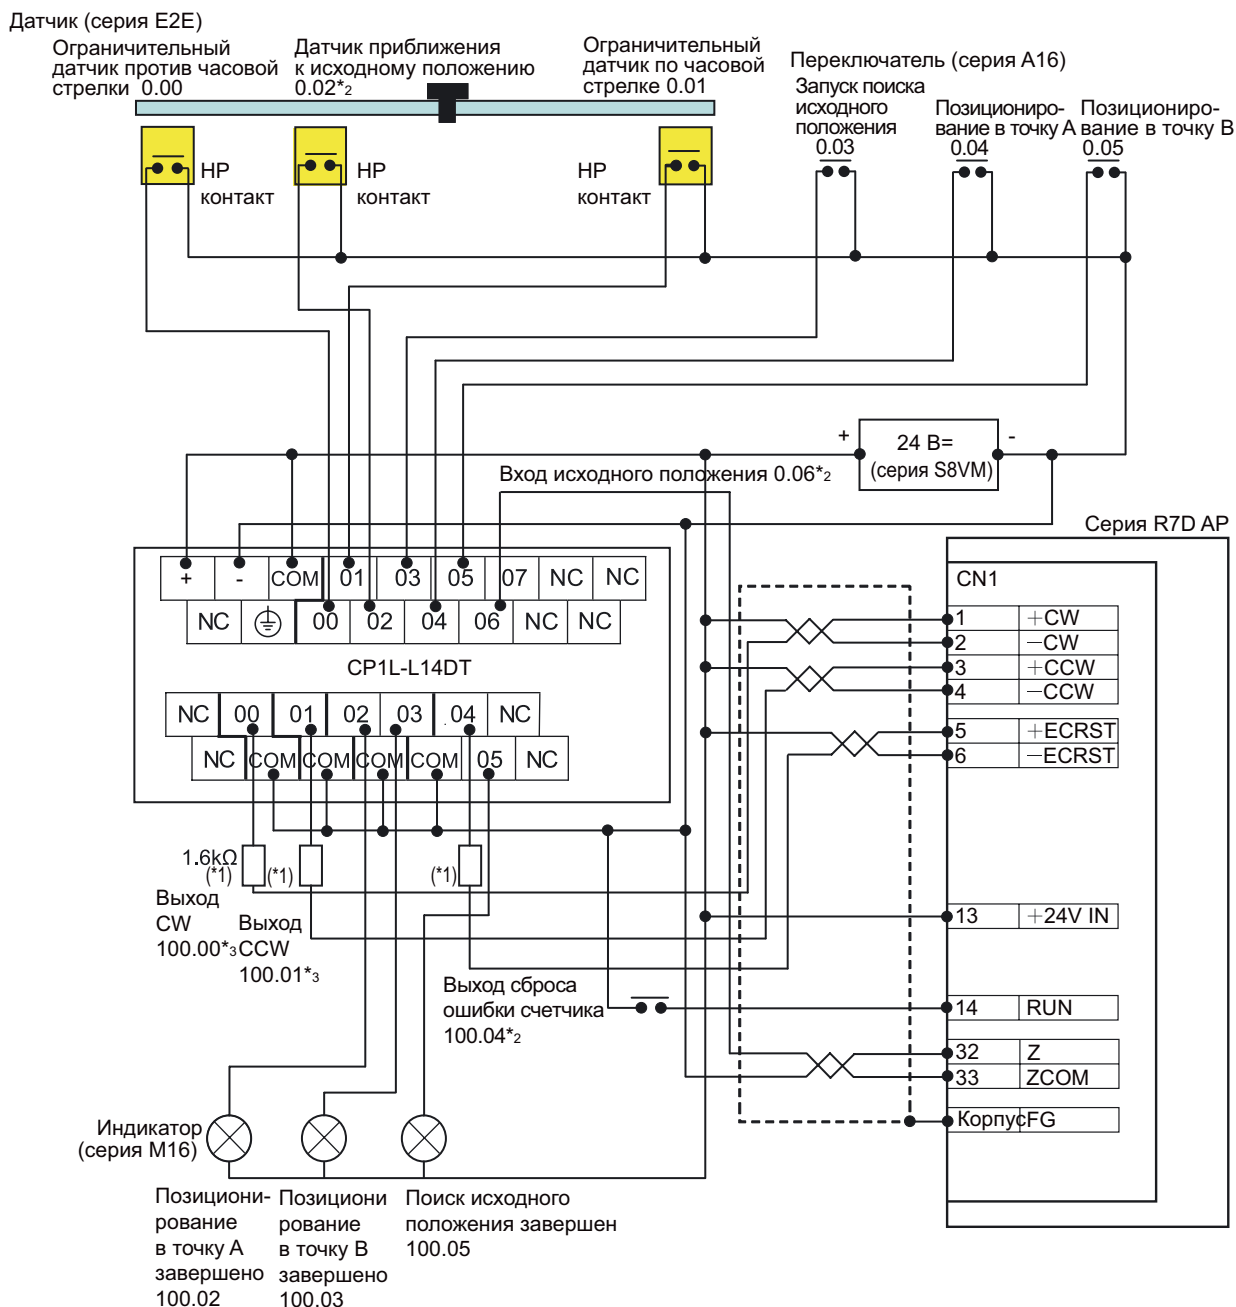 Датчик (серия E2E)
Ограничительный
датчик против часовой
стрелки 0.00
Датчик приближения
к исходному положению
0.02*2
Ограничительный
датчик по часовой
стрелке 0.01
Переключатель (серия A16)
Запуск поиска
исходного
положения
0.03
Позициониро-
вание в точку A
0.04
Позициониро-
вание в точку B
0.05
НР
контакт
НР
контакт
НР
контакт
+
24 В=
(серия S8VM)
-
Вход исходного положения 0.06*2
Серия R7D AP
+ - COM 01 03 05 07 NC NC
NC 00 02 04 06 NC NC
CP1L-L14DT
NC 00 01 02 03 04 NC
NC COM COM COM COM 05 NC
CN1
1 +CW
2 −CW
3 +CCW
4 −CCW
5 +ECRST
6 −ECRST
13 +24V IN
14 RUN
32 Z
33 ZCOM
Корпус FG
1.6kΩ
(*1)
(*1)
(*1)
Выход
CW
100.00*3
Выход
CCW
100.01*3
Выход сброса
ошибки счетчика
100.04*2
Индикатор
(серия M16)
Позициони-
рование
в точку A
завершено
100.02
Позициони
рование
в точку B
завершено
100.03
Поиск исходного
положения завершен
100.05